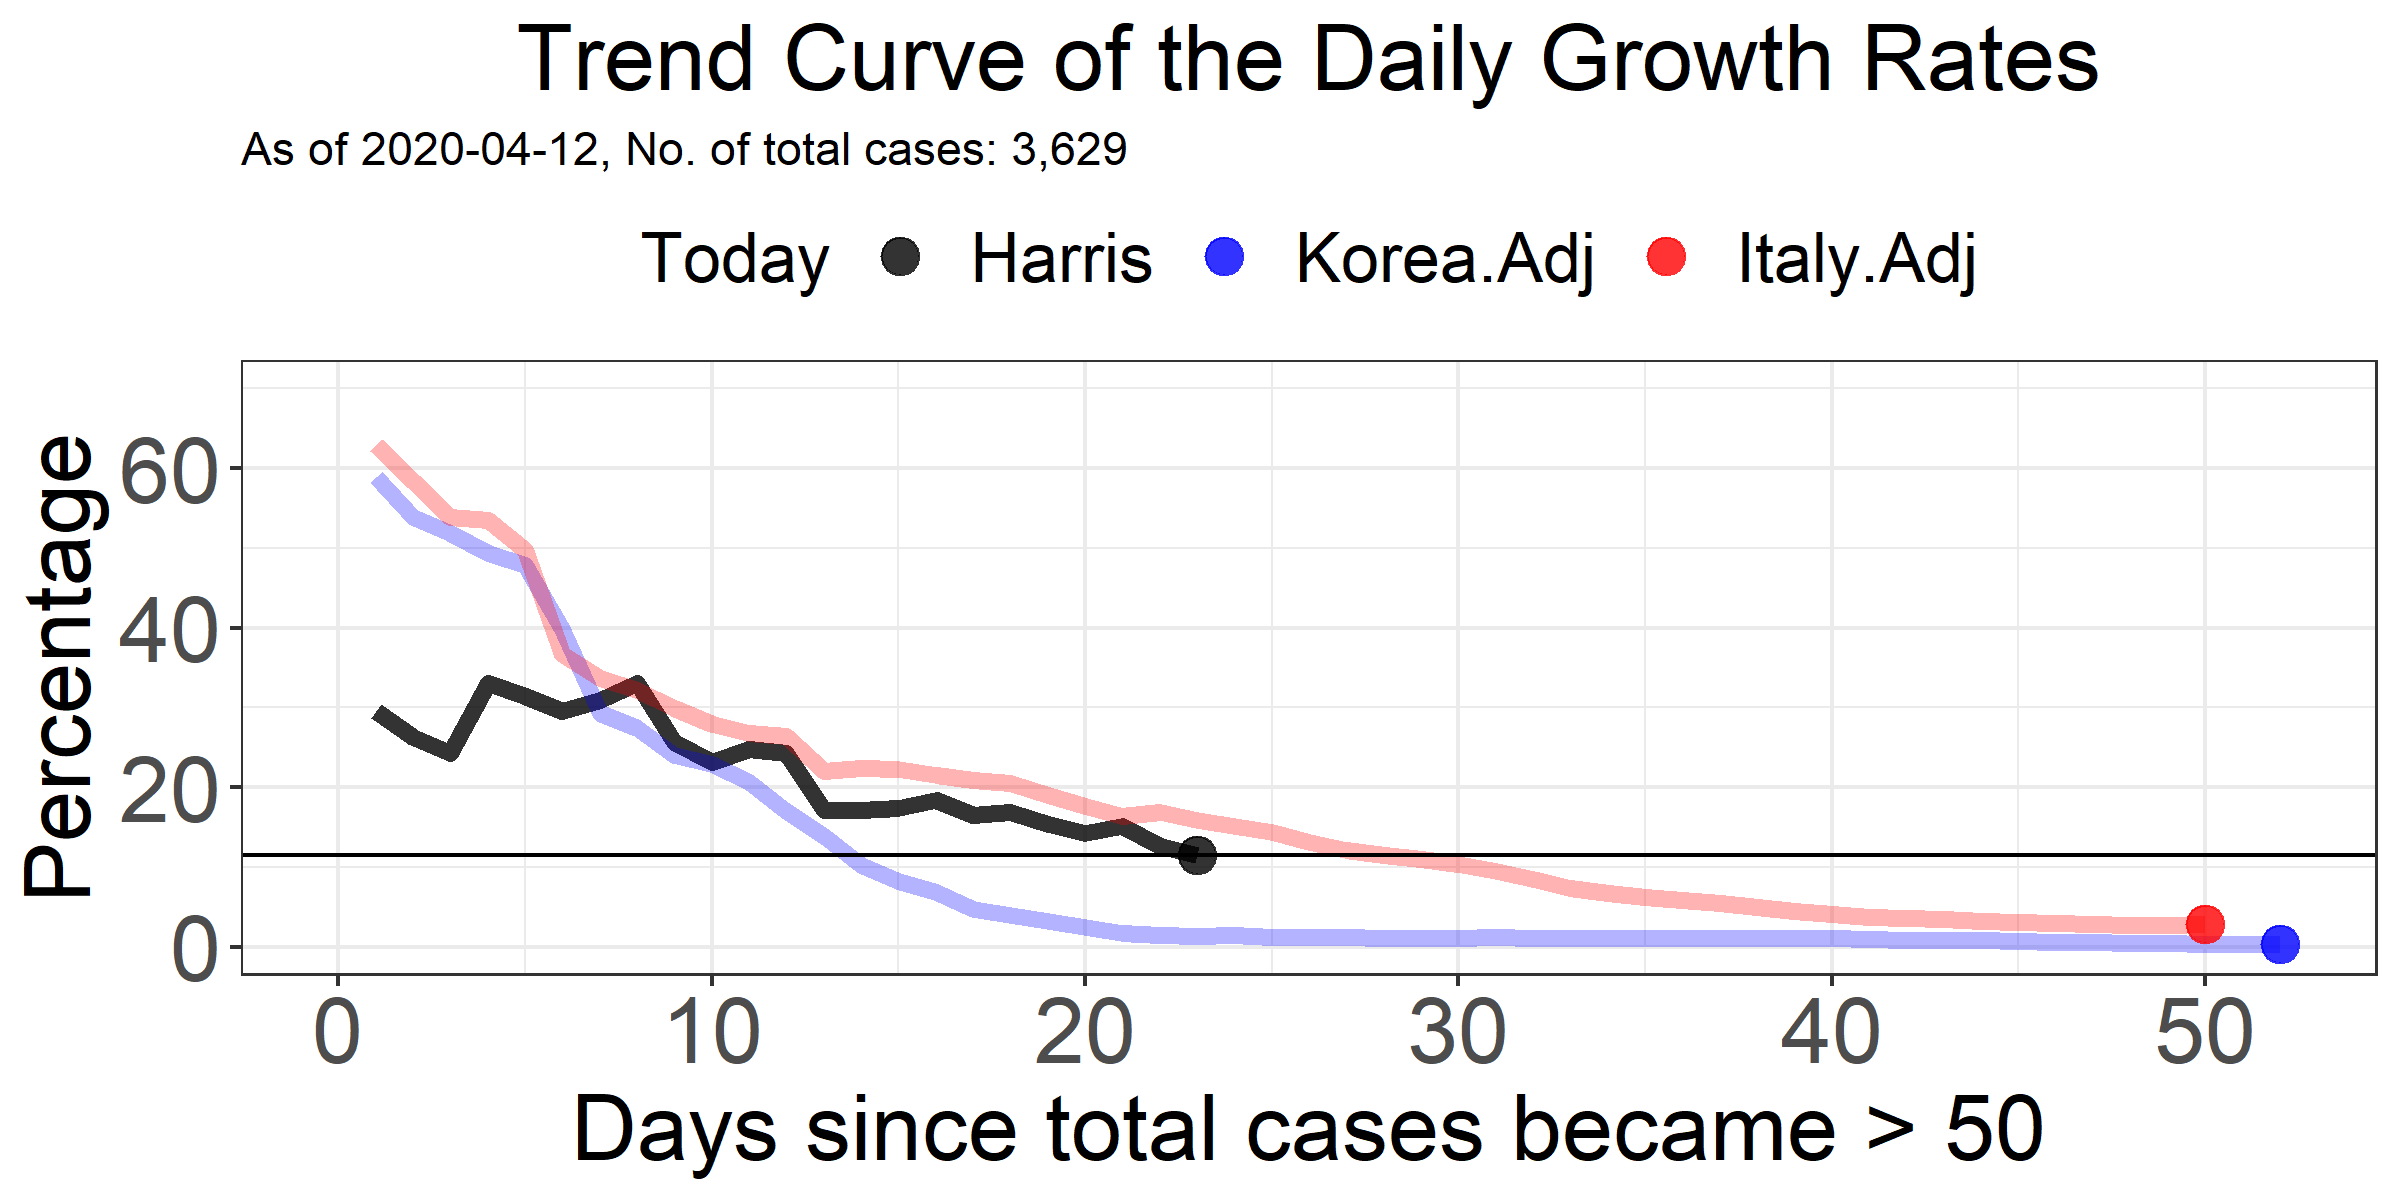 Trend Curve of the Daily Growth Rates
As of 2020-04-12, No. of total cases: 3,629
Today Harris Korea.Adj Italy.Adj
Percentage
60
40
20
0
0 10 20 30 40 50
Days since total cases became > 50